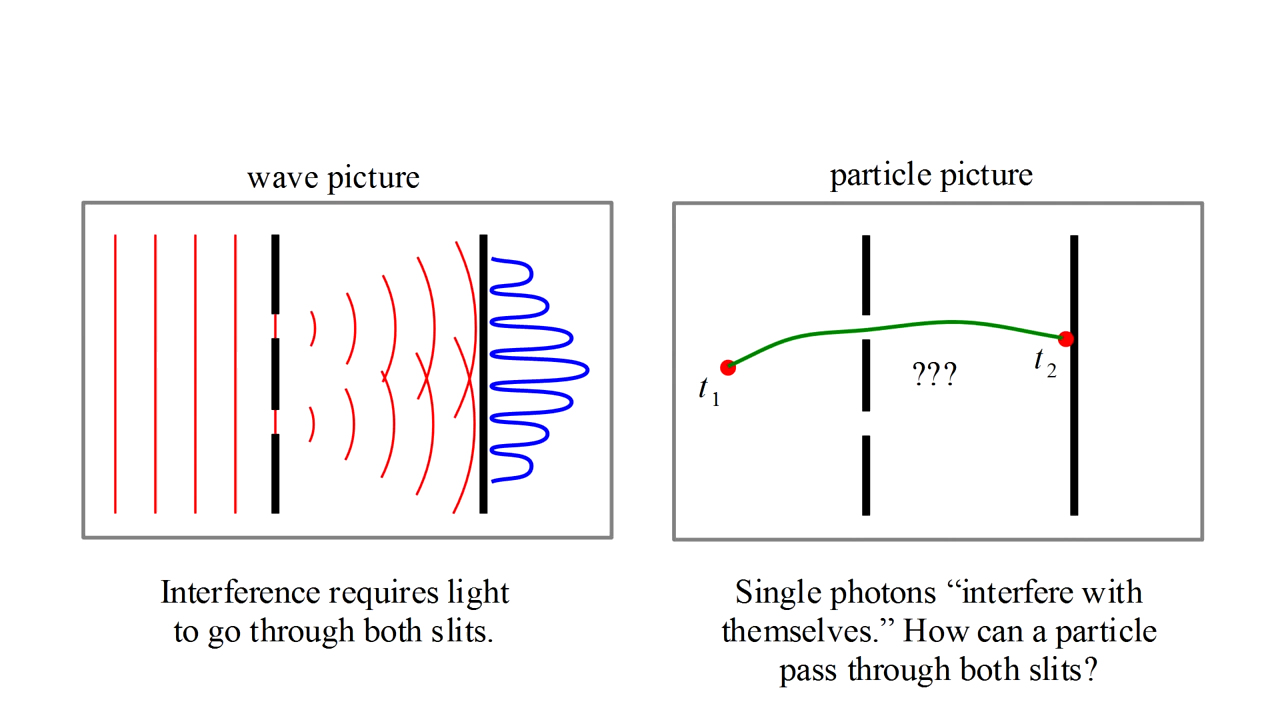 wave picture
particle picture
t1
???
t2
Interference requires light
to go through both slits.
Single photons “interfere with
themselves.” How can a particle
pass through both slits?